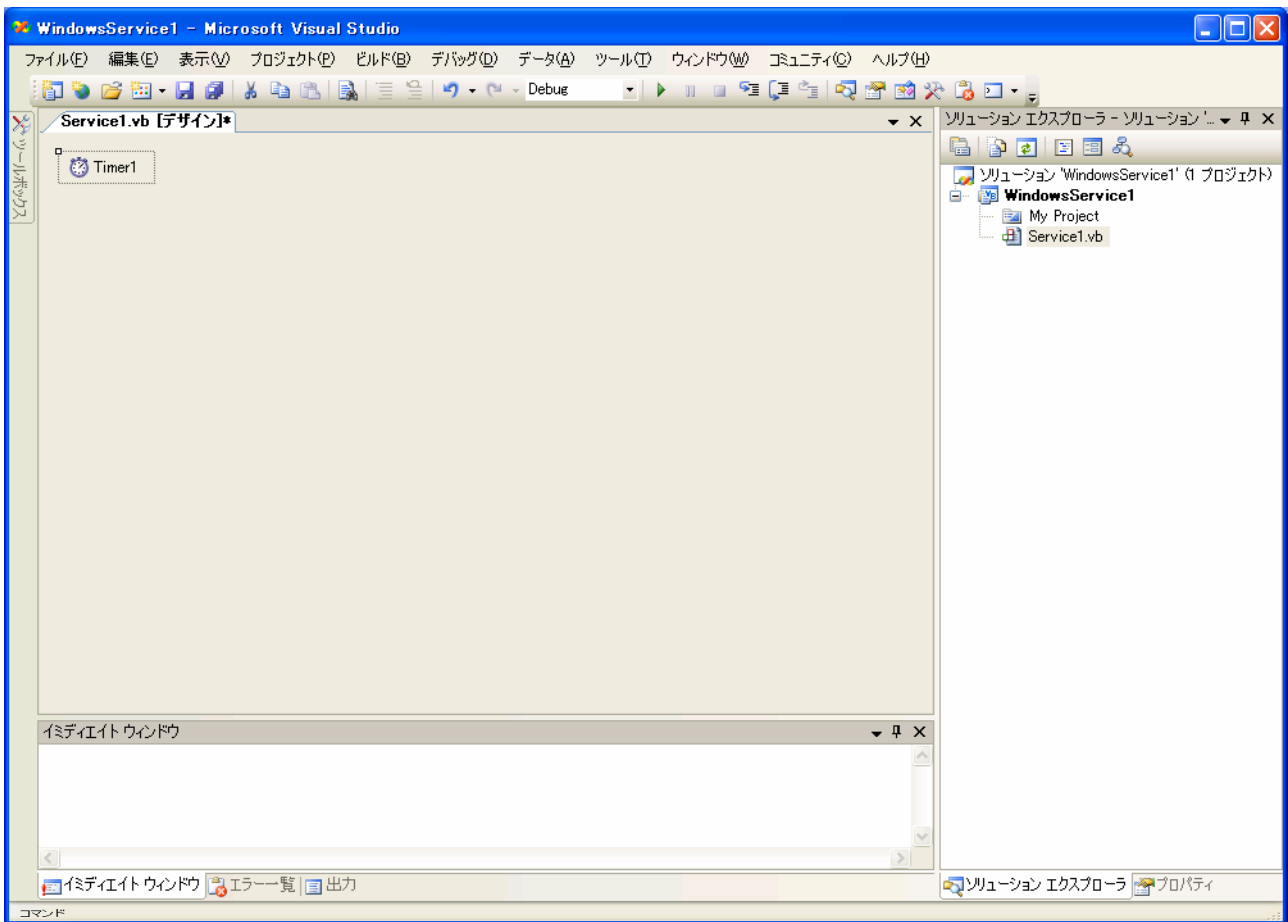 WindowsService1 - Microsoft Visual Studio
ファイル(F) 編集(E) 表示(V) プロジェクト(P) ビルド(B) デバッグ(D) データ(A) ツール(T) ウィンドウ(W) コミュニティ(C) ヘルプ(H)
Debug
ツールボックス
Service1.vb [デザイン]*
Timer1
ソリューション エクスプローラ - ソリューション '...
ソリューション 'WindowsService1' (1 プロジェクト)
WindowsService1
My Project
Service1.vb
イミディエイト ウィンドウ
イミディエイト ウィンドウ エラー一覧 出力
ソリューション エクスプローラ プロパティ
コマンド